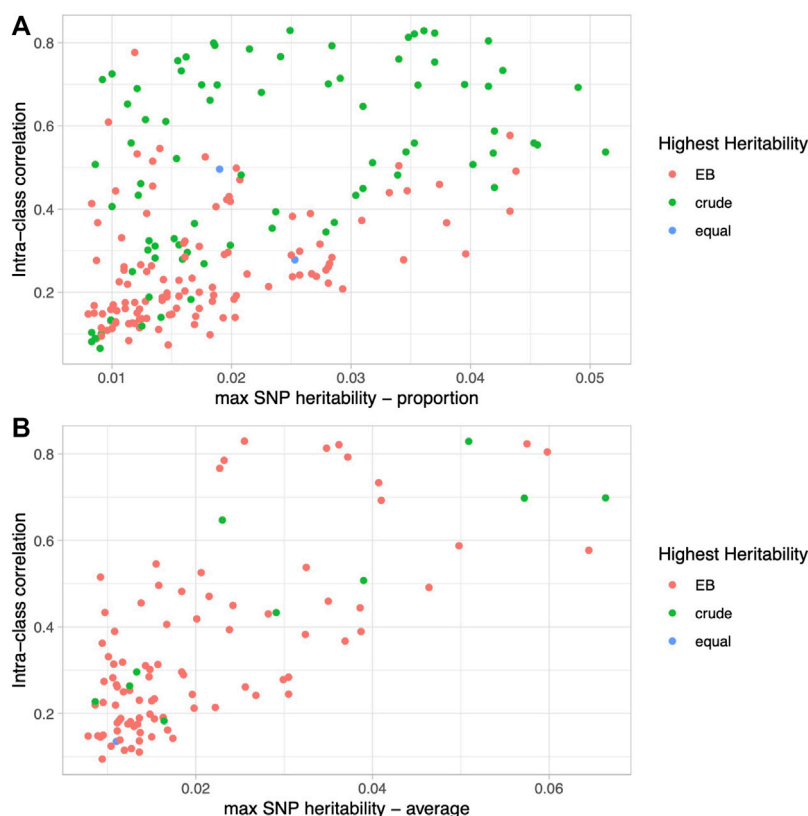 A
0.8
0.6
0.4
0.2
Intra−class correlation
0.01 0.02 0.03 0.04 0.05
max SNP heritability − proportion
Highest Heritability
EB
crude
equal
B
0.8
0.6
0.4
0.2
Intra−class correlation
0.02 0.04 0.06
max SNP heritability − average
Highest Heritability
EB
crude
equal